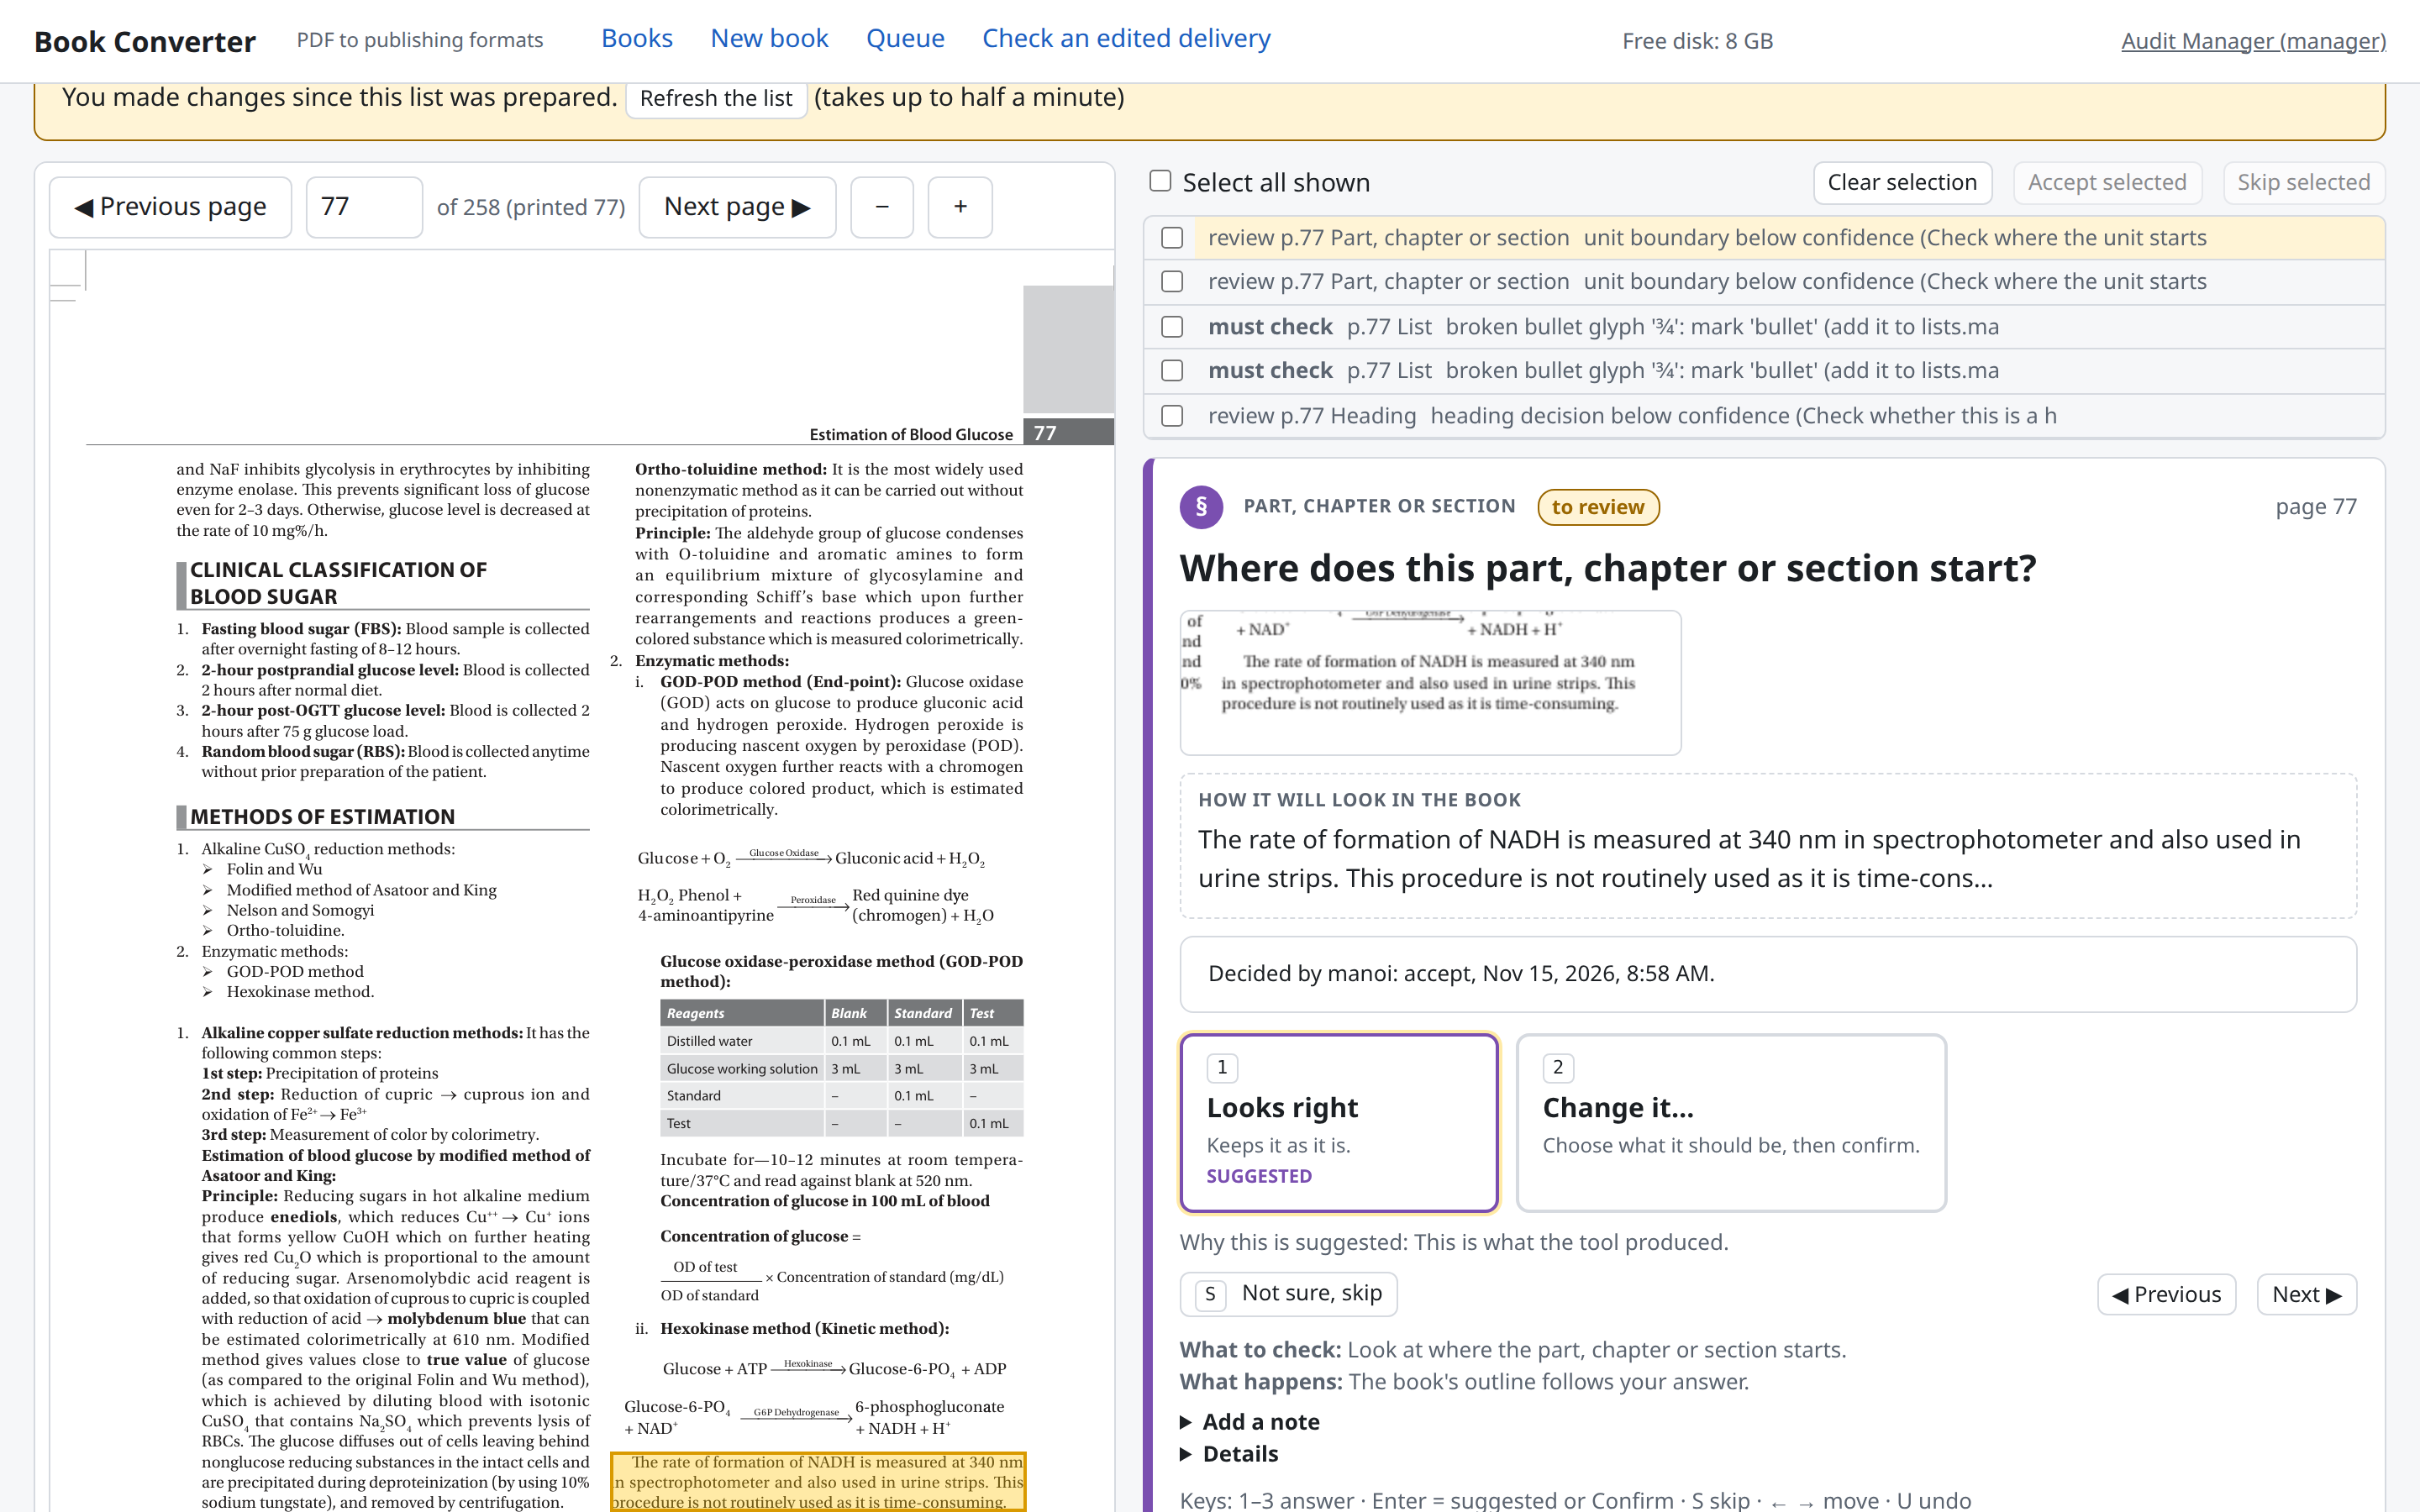 Book Converter
PDF to publishing formats
Books
New book
Queue
Check an edited delivery
Free disk: 8 GB
Audit Manager (manager)
You made changes since this list was prepared. Refresh the list (takes up to half a minute)
◀ Previous page
77
of 258 (printed 77)
Next page ▶
−
+
Estimation of Blood Glucose 77
and NaF inhibits glycolysis in erythrocytes by inhibiting
enzyme enolase. This prevents significant loss of glucose
even for 2–3 days. Otherwise, glucose level is decreased at
the rate of 10 mg%/h.
CLINICAL CLASSIFICATION OF
BLOOD SUGAR
1. Fasting blood sugar (FBS): Blood sample is collected
after overnight fasting of 8–12 hours.
2. 2-hour postprandial glucose level: Blood is collected
2 hours after normal diet.
3. 2-hour post-OGTT glucose level: Blood is collected 2
hours after 75 g glucose load.
4. Random blood sugar (RBS): Blood is collected anytime
without prior preparation of the patient.
METHODS OF ESTIMATION
1. Alkaline CuSO4 reduction methods:
➢ Folin and Wu
➢ Modified method of Asatoor and King
➢ Nelson and Somogyi
➢ Ortho-toluidine.
2. Enzymatic methods:
➢ GOD-POD method
➢ Hexokinase method.
1. Alkaline copper sulfate reduction methods: It has the
following common steps:
1st step: Precipitation of proteins
2nd step: Reduction of cupric → cuprous ion and
oxidation of Fe2+ → Fe3+
3rd step: Measurement of color by colorimetry.
Estimation of blood glucose by modified method of
Asatoor and King:
Principle: Reducing sugars in hot alkaline medium
produce enediols, which reduces Cu++ → Cu+ ions
that forms yellow CuOH which on further heating
gives red Cu2O which is proportional to the amount
of reducing sugar. Arsenomolybdic acid reagent is
added, so that oxidation of cuprous to cupric is coupled
with reduction of acid → molybdenum blue that can
be estimated colorimetrically at 610 nm. Modified
method gives values close to true value of glucose
(as compared to the original Folin and Wu method),
which is achieved by diluting blood with isotonic
CuSO4 that contains Na2SO4 which prevents lysis of
RBCs. The glucose diffuses out of cells leaving behind
nonglucose reducing substances in the intact cells and
are precipitated during deproteinization (by using 10%
sodium tungstate), and removed by centrifugation.
Ortho-toluidine method: It is the most widely used
nonenzymatic method as it can be carried out without
precipitation of proteins.
Principle: The aldehyde group of glucose condenses
with O-toluidine and aromatic amines to form
an equilibrium mixture of glycosylamine and
corresponding Schiff's base which upon further
rearrangements and reactions produces a green-
colored substance which is measured colorimetrically.
2. Enzymatic methods:
i. GOD-POD method (End-point): Glucose oxidase
(GOD) acts on glucose to produce gluconic acid
and hydrogen peroxide. Hydrogen peroxide is
producing nascent oxygen by peroxidase (POD).
Nascent oxygen further reacts with a chromogen
to produce colored product, which is estimated
colorimetrically.
Glucose + O2 Glucose Oxidase → Gluconic acid + H2O2
H2O2 Phenol + Peroxidase → Red quinine dye
4-aminoantipyrine (chromogen) + H2O
Glucose oxidase-peroxidase method (GOD-POD
method):
Reagents Blank Standard Test
Distilled water 0.1 mL 0.1 mL 0.1 mL
Glucose working solution 3 mL 3 mL 3 mL
Standard – 0.1 mL –
Test – – 0.1 mL
Incubate for—10–12 minutes at room tempera-
ture/37°C and read against blank at 520 nm.
Concentration of glucose in 100 mL of blood
Concentration of glucose =
OD of test
× Concentration of standard (mg/dL)
OD of standard
ii. Hexokinase method (Kinetic method):
Glucose + ATP Hexokinase → Glucose-6-PO4 + ADP
Glucose-6-PO4 G6P Dehydrogenase → 6-phosphogluconate
+ NAD+ + NADH + H+
The rate of formation of NADH is measured at 340 nm
in spectrophotometer and also used in urine strips. This
procedure is not routinely used as it is time-consuming.
Select all shown
Clear selection
Accept selected
Skip selected
review p.77 Part, chapter or section unit boundary below confidence (Check where the unit starts
review p.77 Part, chapter or section unit boundary below confidence (Check where the unit starts
must check p.77 List broken bullet glyph '¾': mark 'bullet' (add it to lists.ma
must check p.77 List broken bullet glyph '¾': mark 'bullet' (add it to lists.ma
review p.77 Heading heading decision below confidence (Check whether this is a h
§ PART, CHAPTER OR SECTION to review page 77
Where does this part, chapter or section start?
of + NAD+ + NADH + H+
nd
nd The rate of formation of NADH is measured at 340 nm
0% in spectrophotometer and also used in urine strips. This
procedure is not routinely used as it is time-consuming.
HOW IT WILL LOOK IN THE BOOK
The rate of formation of NADH is measured at 340 nm in spectrophotometer and also used in
urine strips. This procedure is not routinely used as it is time-cons...
Decided by manoi: accept, Nov 15, 2026, 8:58 AM.
1
Looks right
Keeps it as it is.
SUGGESTED
2
Change it...
Choose what it should be, then confirm.
Why this is suggested: This is what the tool produced.
S Not sure, skip
◀ Previous
Next ▶
What to check: Look at where the part, chapter or section starts.
What happens: The book's outline follows your answer.
▶ Add a note
▶ Details
Keys: 1–3 answer · Enter = suggested or Confirm · S skip · ← → move · U undo